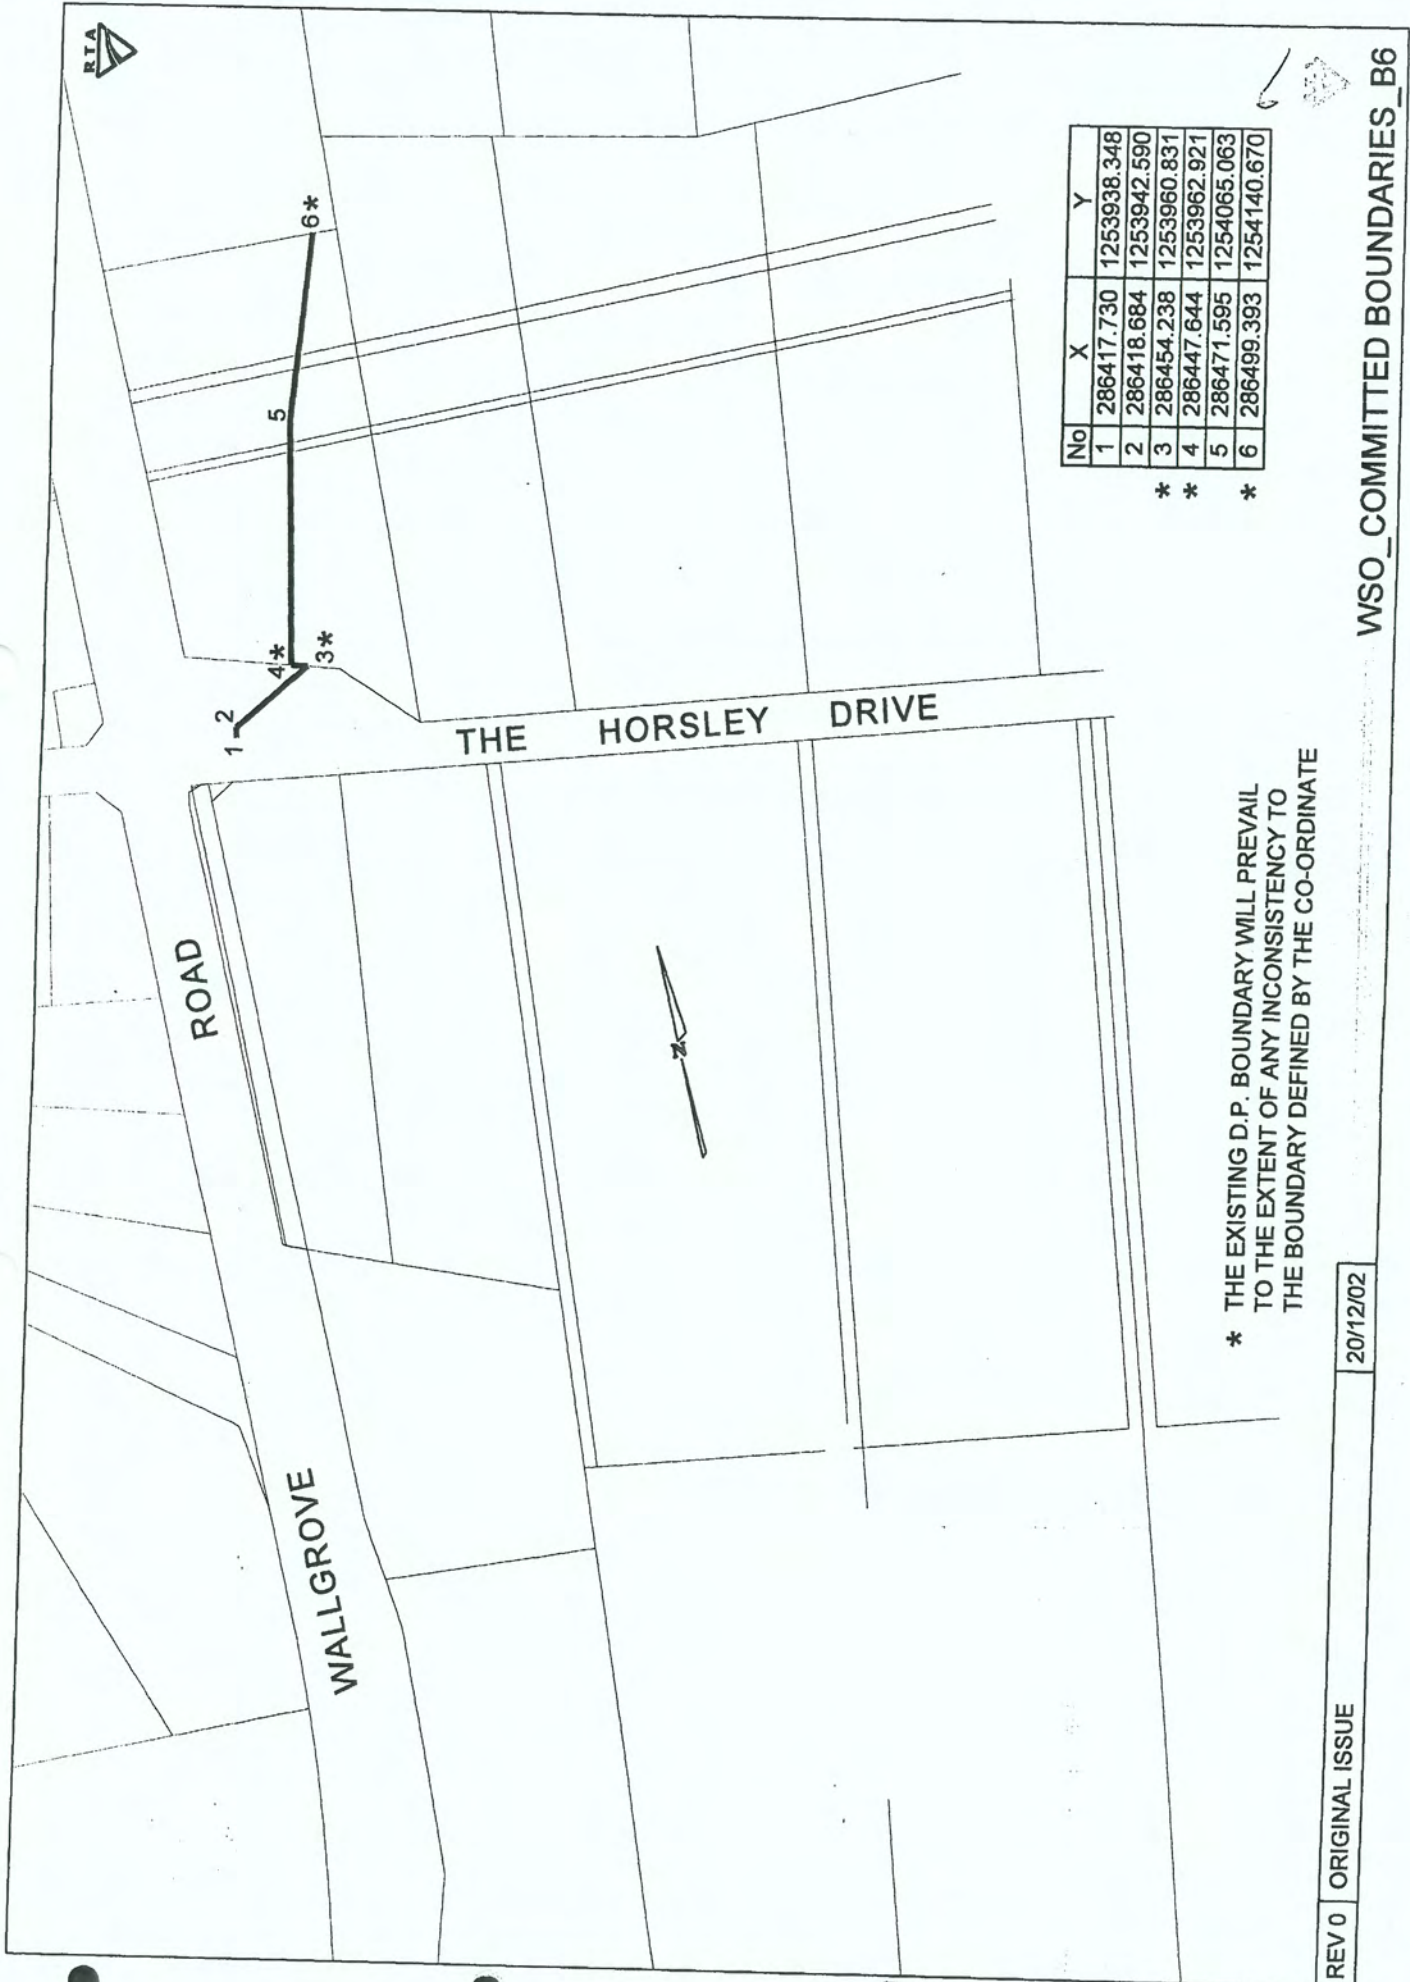 RTA
1 2
3*
4*
5
6*
ROAD
WALLGROVE
THE HORSLEY DRIVE
N
No X Y
1 286417.730 1253938.348
2 286418.684 1253942.590
* 3 286454.238 1253960.831
* 4 286447.644 1253962.921
5 286471.595 1254065.063
* 6 286499.393 1254140.670
* THE EXISTING D.P. BOUNDARY WILL PREVAIL
TO THE EXTENT OF ANY INCONSISTENCY TO
THE BOUNDARY DEFINED BY THE CO-ORDINATE
REV 0 ORIGINAL ISSUE 20/12/02
WSO_COMMITTED BOUNDARIES_B6